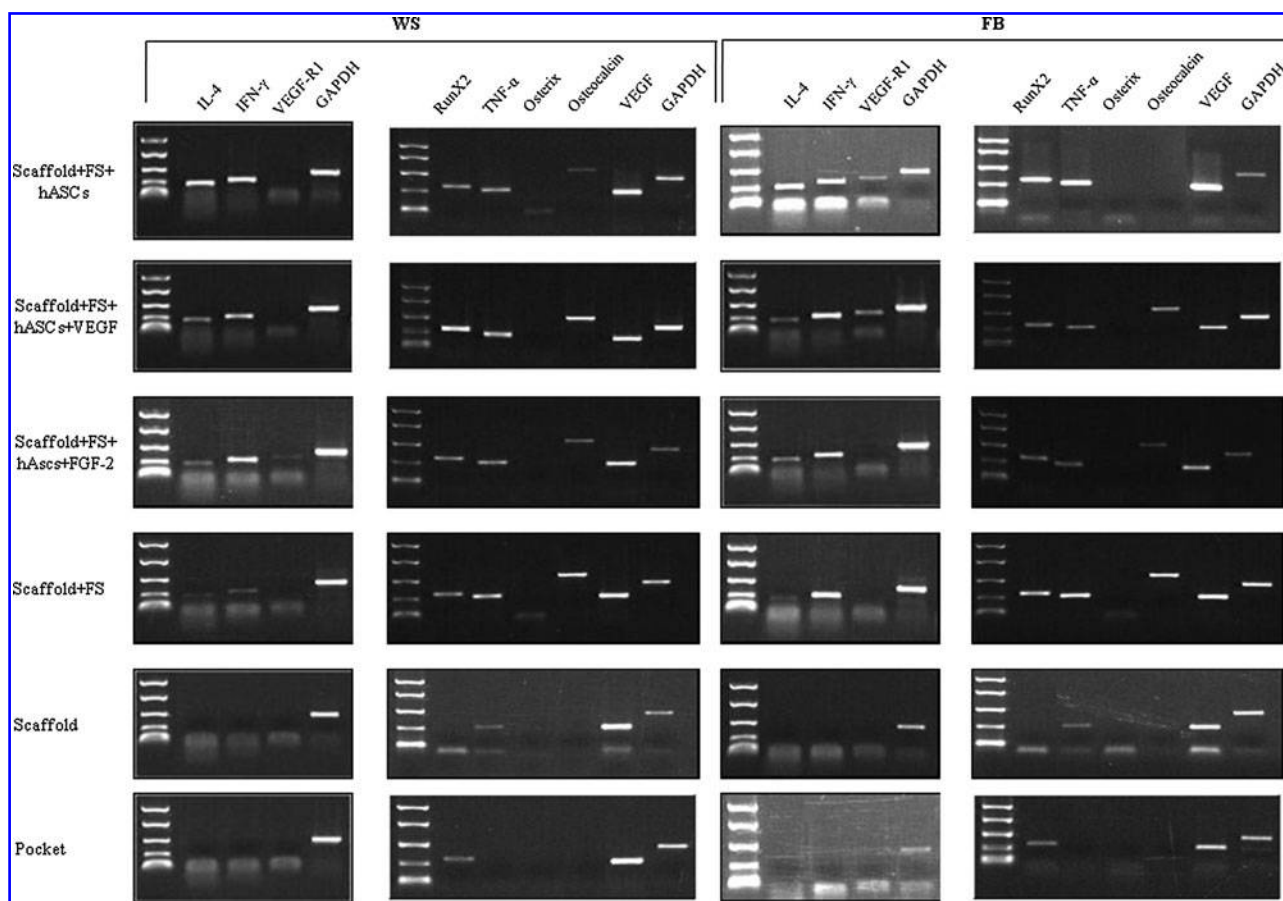 WS
FB
IL-4 IFN-γ VEGF-R1 GAPDH
RunX2 TNF-α Osterix Osteocalcin VEGF GAPDH
IL-4 IFN-γ VEGF-R1 GAPDH
RunX2 TNF-α Osterix Osteocalcin VEGF GAPDH
Scaffold+FS+
hASCs
Scaffold+FS+
hASCs+VEGF
Scaffold+FS+
hAscs+FGF-2
Scaffold+FS
Scaffold
Pocket